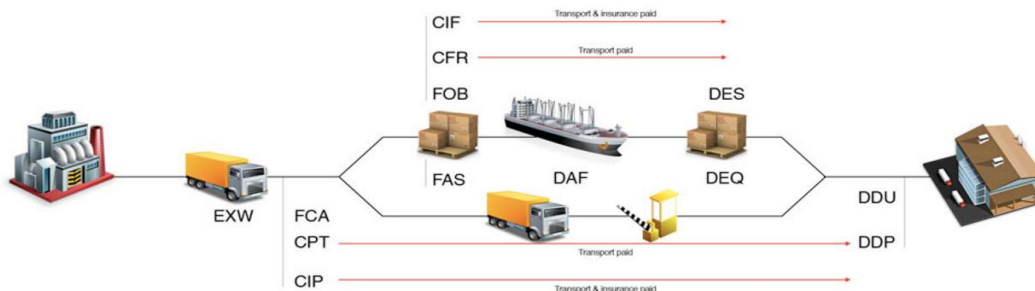 CIF
Transport & insurance paid
CFR
Transport paid
FOB
DES
FAS
DAF
DEQ
EXW
FCA
DDU
CPT
Transport paid
DDP
CIP
Transport & insurance paid